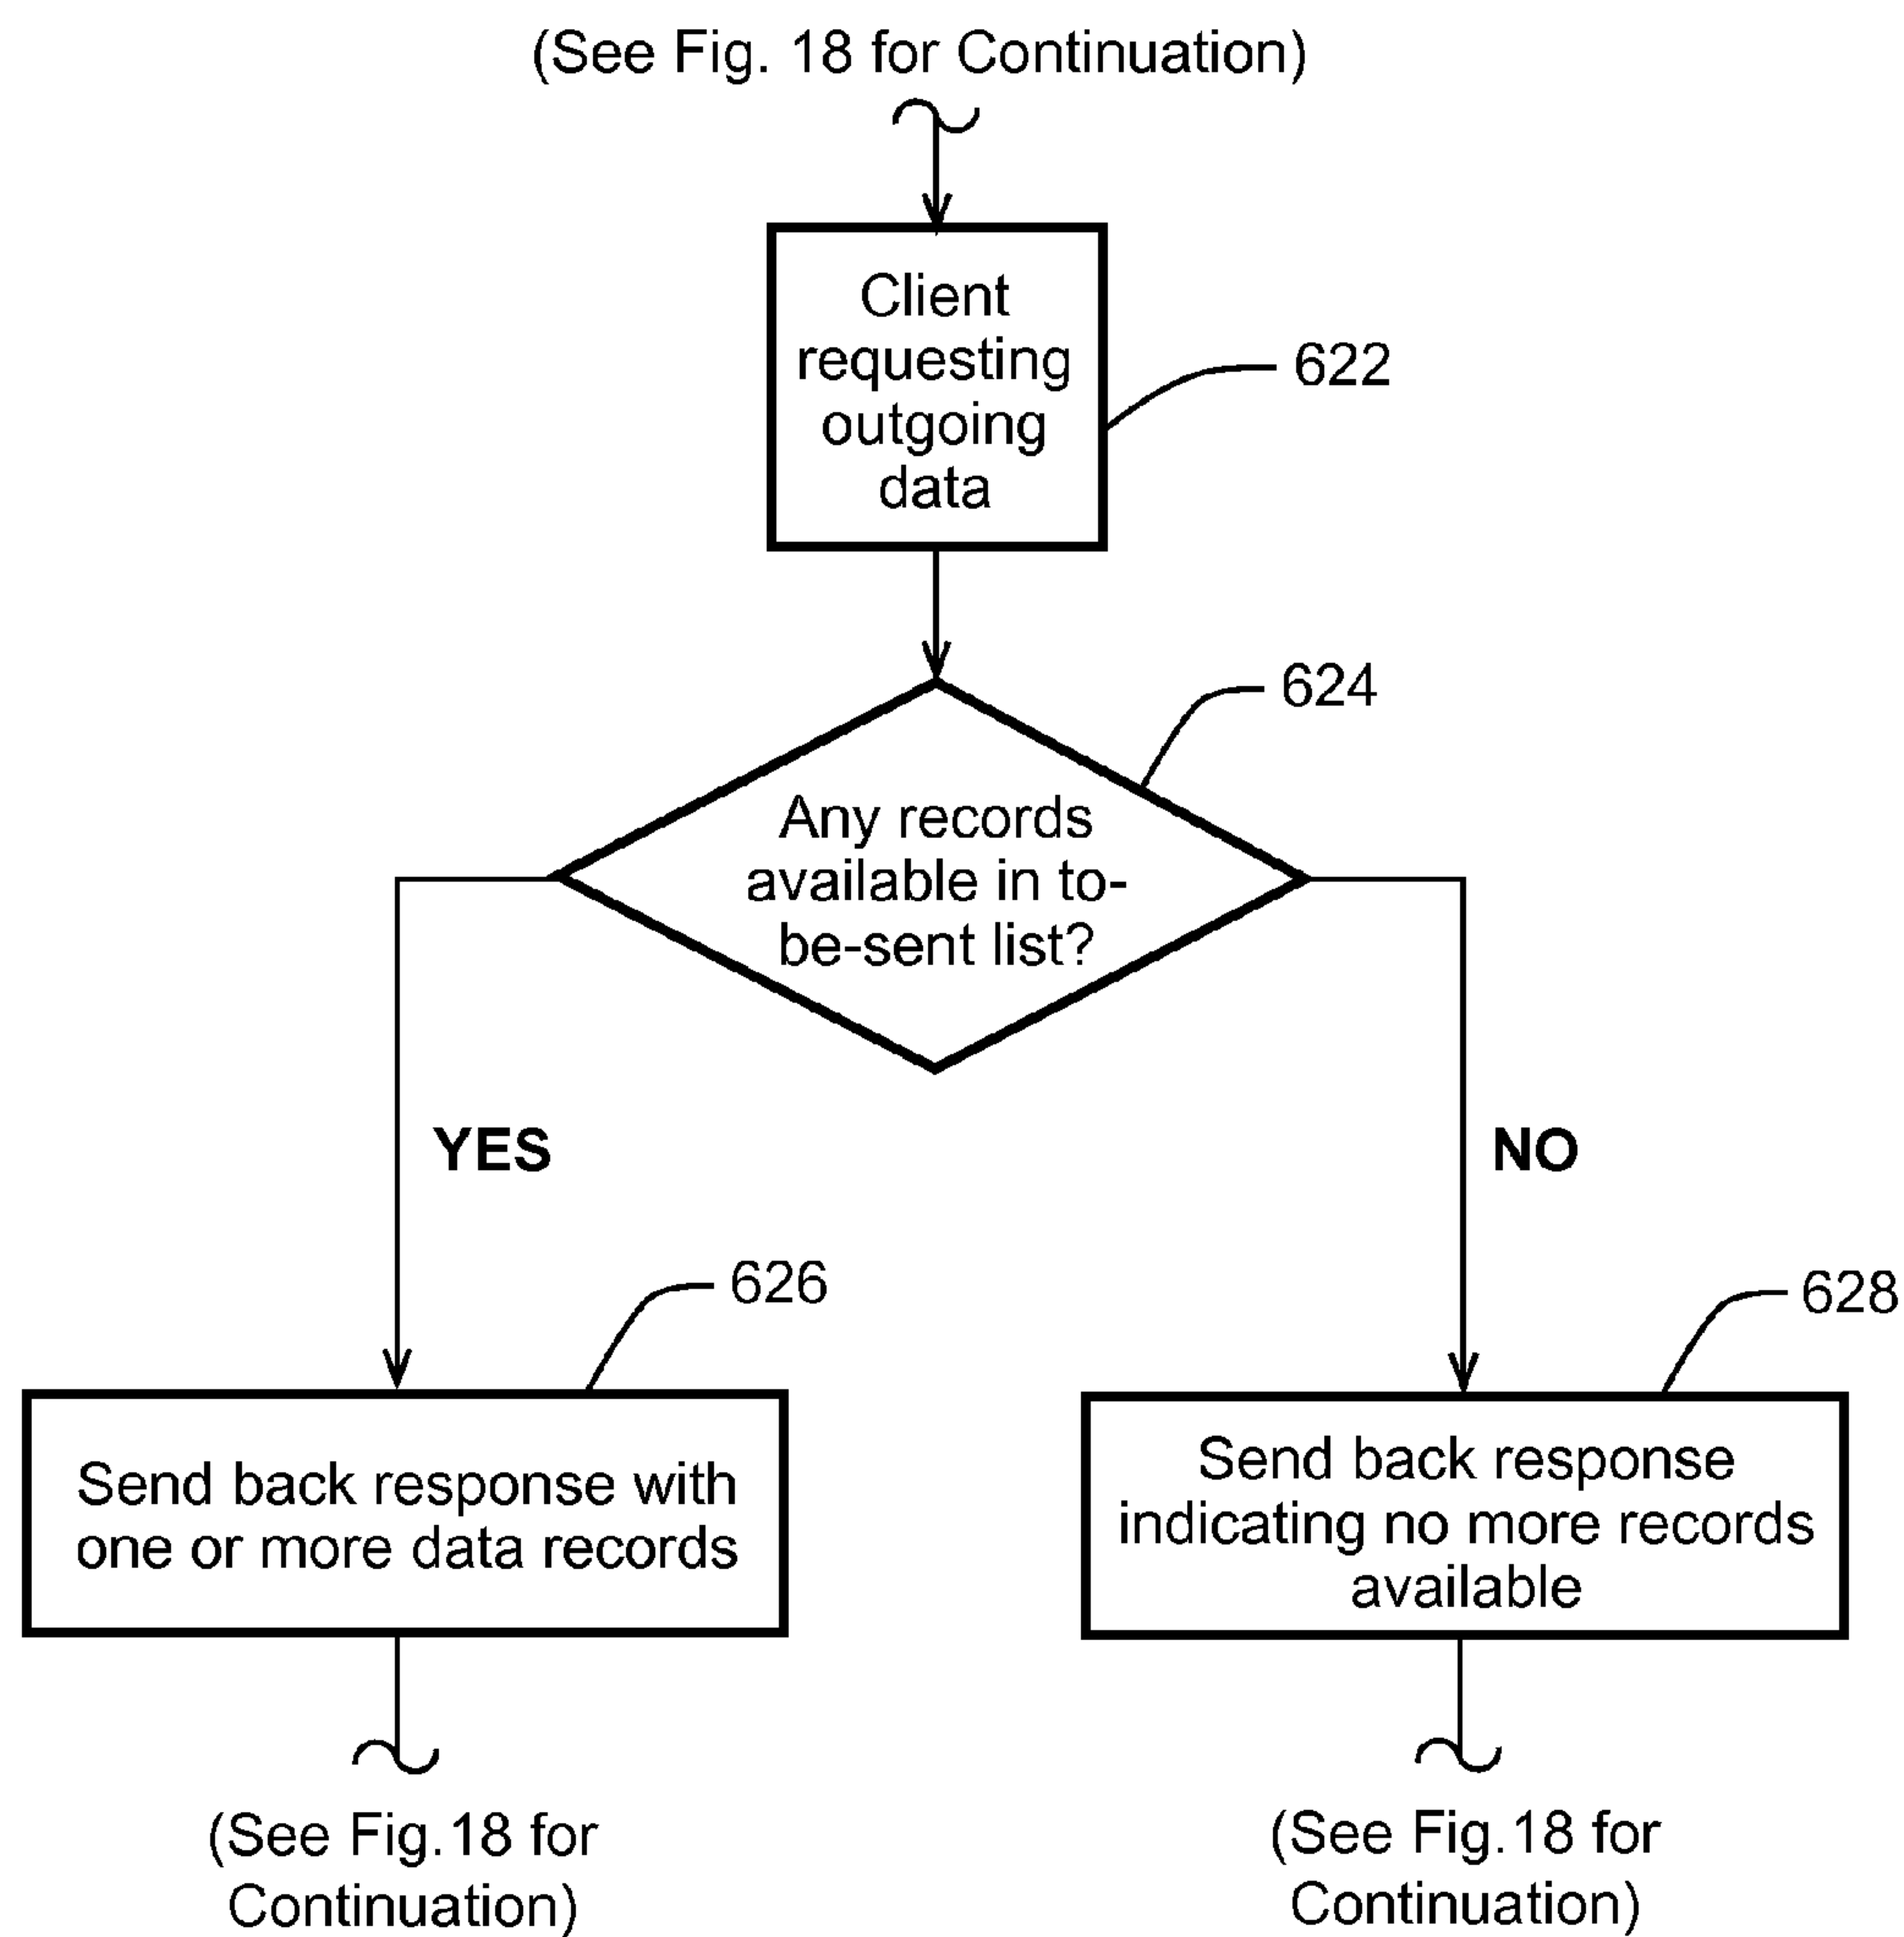 (See Fig. 18 for Continuation)
Client
requesting
outgoing
data
622
624
Any records
available in to-
be-sent list?
YES
NO
626
628
Send back response with
one or more data records
Send back response
indicating no more records
available
(See Fig.18 for
Continuation)
(See Fig.18 for
Continuation)